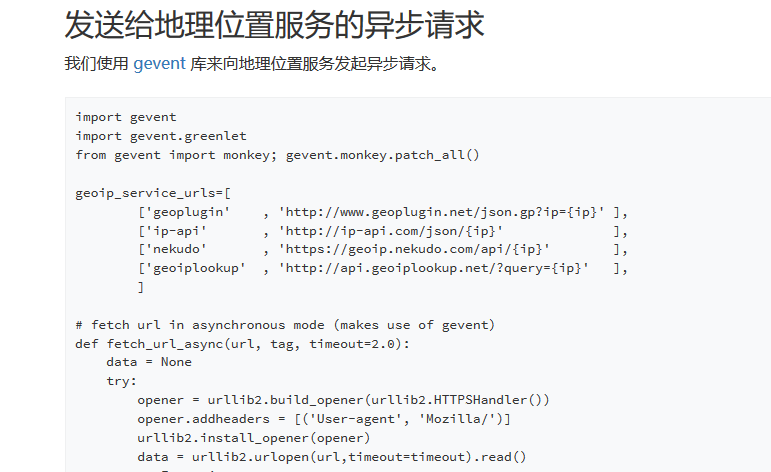 发送给地理位置服务的异步请求
我们使用 gevent 库来向地理位置服务发起异步请求。
import gevent
import gevent.greenlet
from gevent import monkey; gevent.monkey.patch_all()
geoip_service_urls=[
        ['geoplugin'    , 'http://www.geoplugin.net/json.gp?ip={ip}' ],
        ['ip-api'       , 'http://ip-api.com/json/{ip}'              ],
        ['nekudo'       , 'https://geoip.nekudo.com/api/{ip}'        ],
        ['geoiplookup'  , 'http://api.geoiplookup.net/?query={ip}'   ],
        ]
# fetch url in asynchronous mode (makes use of gevent)
def fetch_url_async(url, tag, timeout=2.0):
    data = None
    try:
        opener = urllib2.build_opener(urllib2.HTTPSHandler())
        opener.addheaders = [('User-agent', 'Mozilla/')]
        urllib2.install_opener(opener)
        data = urllib2.urlopen(url,timeout=timeout).read()